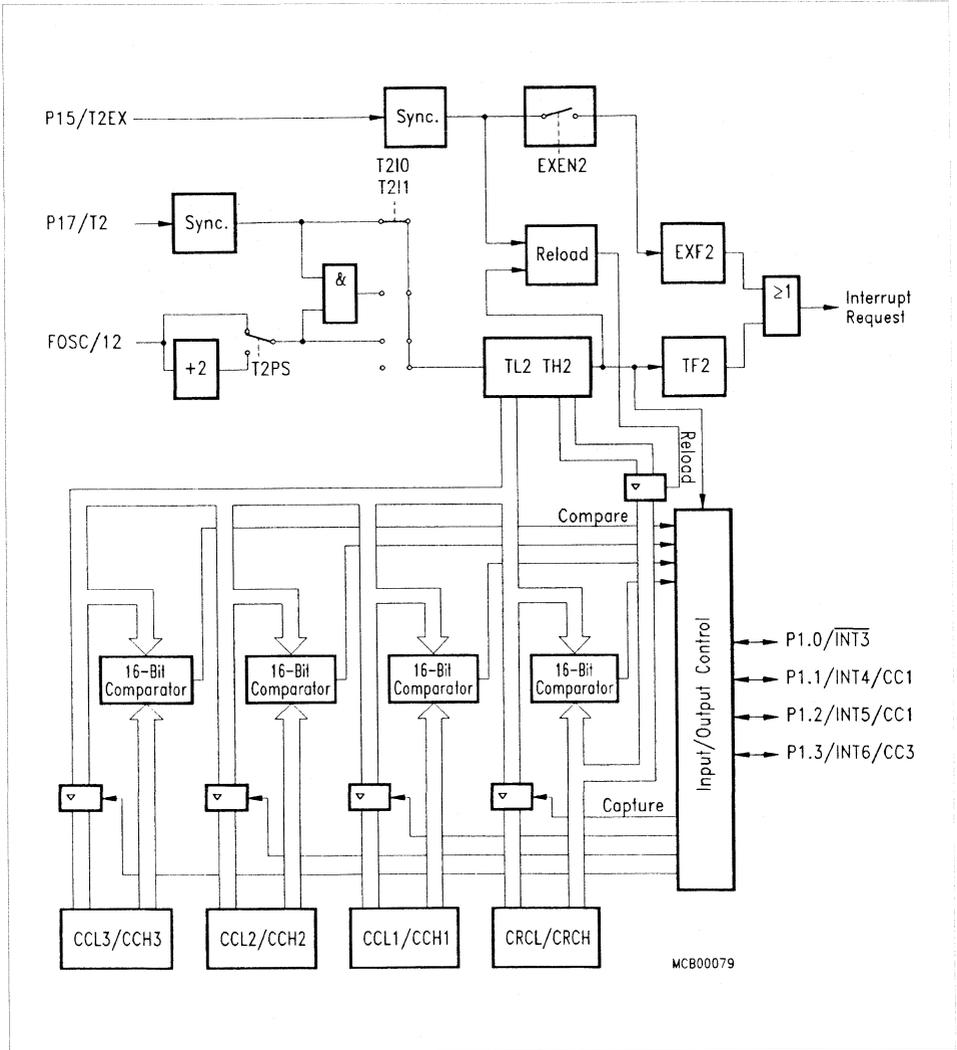 P15/T2EX
Sync.
EXEN2
T2I0
T2I1
P17/T2
Sync.
Reload
EXF2
&
≥1
Interrupt
Request
FOSC/12
+2
T2PS
TL2 TH2
TF2
Reload
Compare
16-Bit
Comparator
16-Bit
Comparator
16-Bit
Comparator
16-Bit
Comparator
Input/Output Control
P1.0/INT3
P1.1/INT4/CC1
P1.2/INT5/CC1
P1.3/INT6/CC3
Capture
CCL3/CCH3
CCL2/CCH2
CCL1/CCH1
CRCL/CRCH
MCB00079